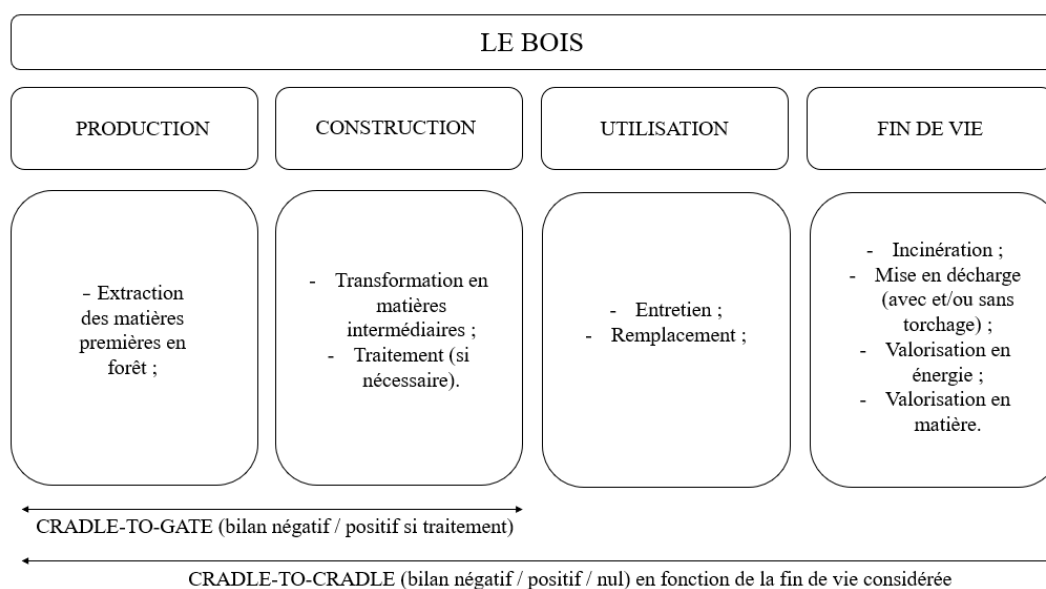 LE BOIS
PRODUCTION
CONSTRUCTION
UTILISATION
FIN DE VIE
– Extraction
des matières
premières en
forêt ;
- Transformation en
matières
intermédiaires ;
- Traitement (si
nécessaire).
- Entretien ;
- Remplacement ;
- Incinération ;
- Mise en décharge
(avec et/ou sans
torchage) ;
- Valorisation en
énergie ;
- Valorisation en
matière.
CRADLE-TO-GATE (bilan négatif / positif si traitement)
CRADLE-TO-CRADLE (bilan négatif / positif / nul) en fonction de la fin de vie considérée